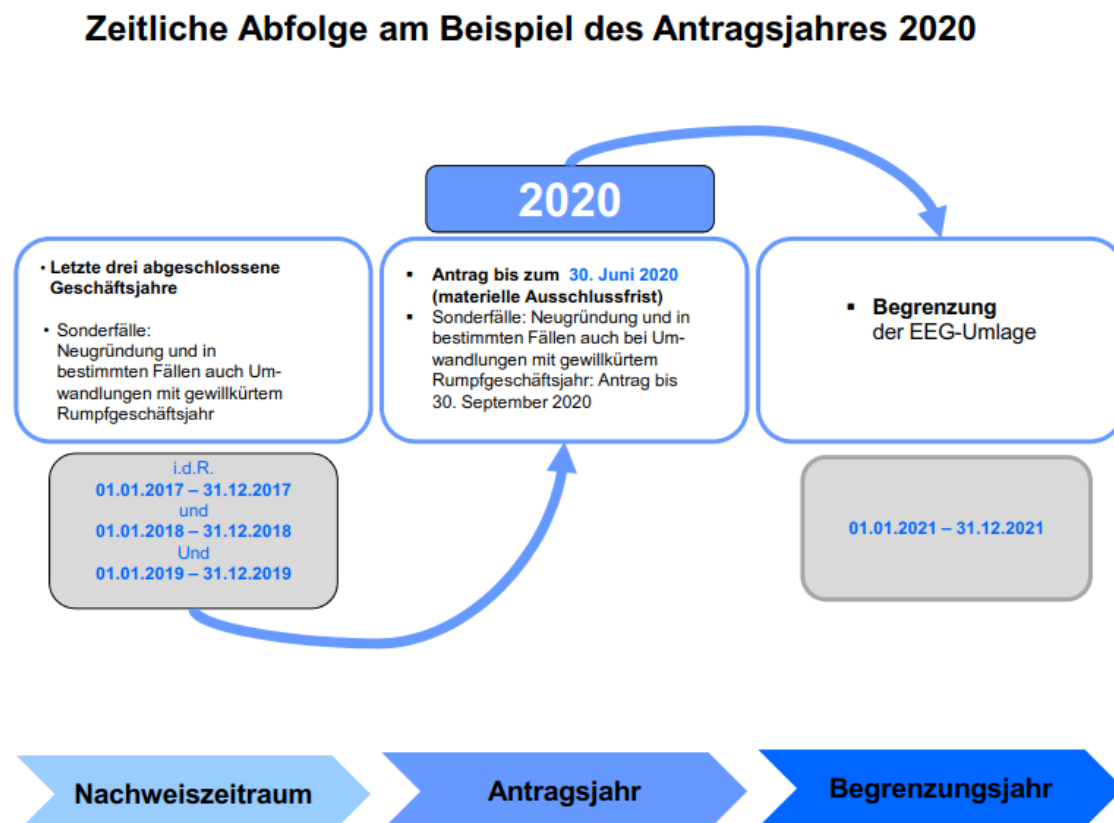 Zeitliche Abfolge am Beispiel des Antragsjahres 2020
2020
• Letzte drei abgeschlossene
Geschäftsjahre
• Sonderfälle:
Neugründung und in
bestimmten Fällen auch Um-
wandlungen mit gewillkürtem
Rumpfgeschäftsjahr
i.d.R.
01.01.2017 – 31.12.2017
und
01.01.2018 – 31.12.2018
Und
01.01.2019 – 31.12.2019
▪ Antrag bis zum 30. Juni 2020
(materielle Ausschlussfrist)
▪ Sonderfälle: Neugründung und in
bestimmten Fällen auch bei Um-
wandlungen mit gewillkürtem
Rumpfgeschäftsjahr: Antrag bis
30. September 2020
▪ Begrenzung
der EEG-Umlage
01.01.2021 – 31.12.2021
Nachweiszeitraum
Antragsjahr
Begrenzungsjahr